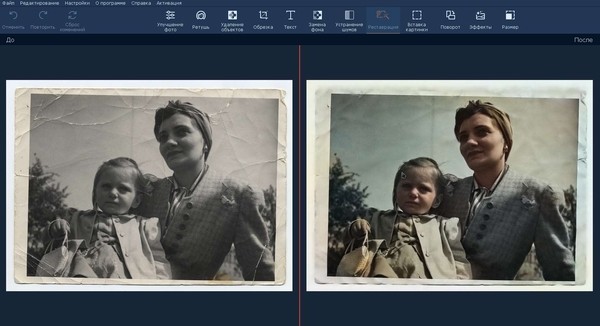 Файл Редактирование Настройки О программе Справка Активация
Отменить Повторить Сброс изменений Улучшение фото Ретушь Удаление объектов Обрезка Текст Замена фона Устранение шумов Реставрация Вставка картинки Поворот Эффекты Размер
До После